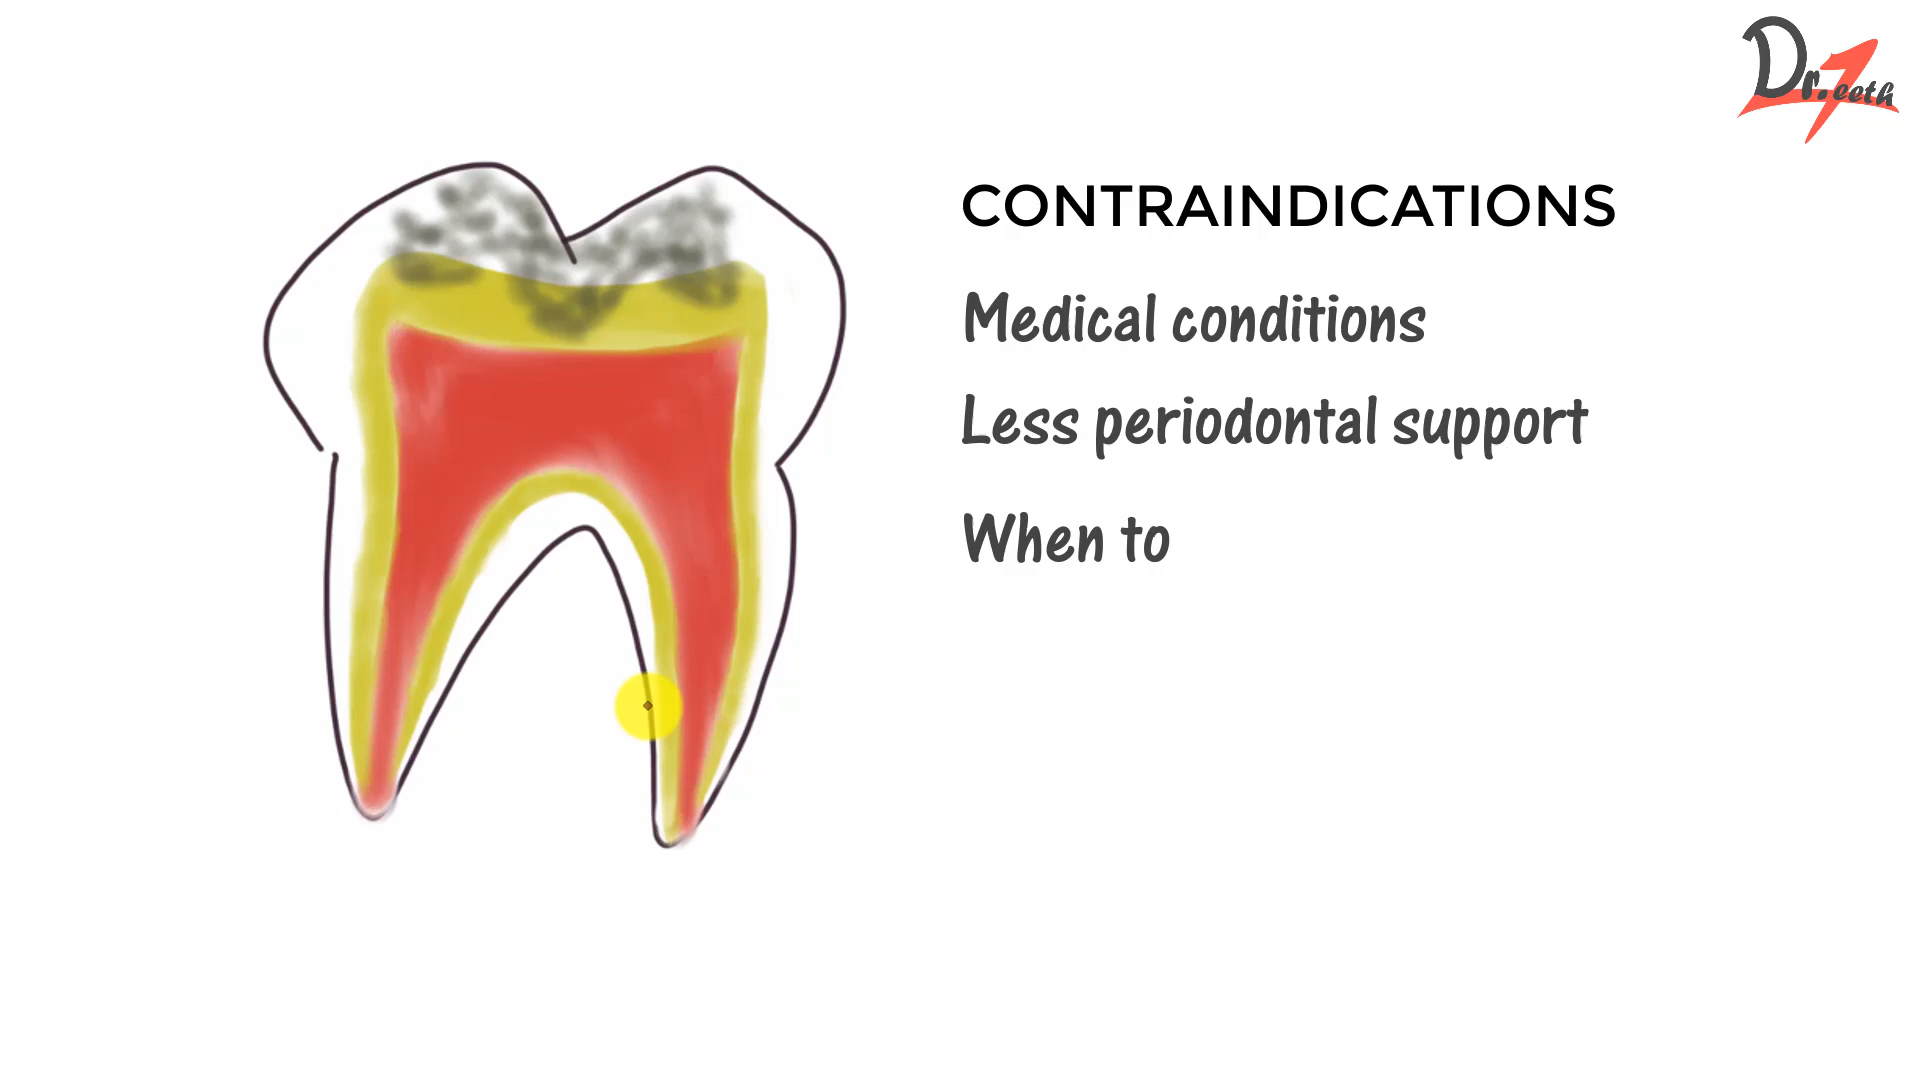 Dr. Teeth
CONTRAINDICATIONS
Medical conditions
Less periodontal support
When to